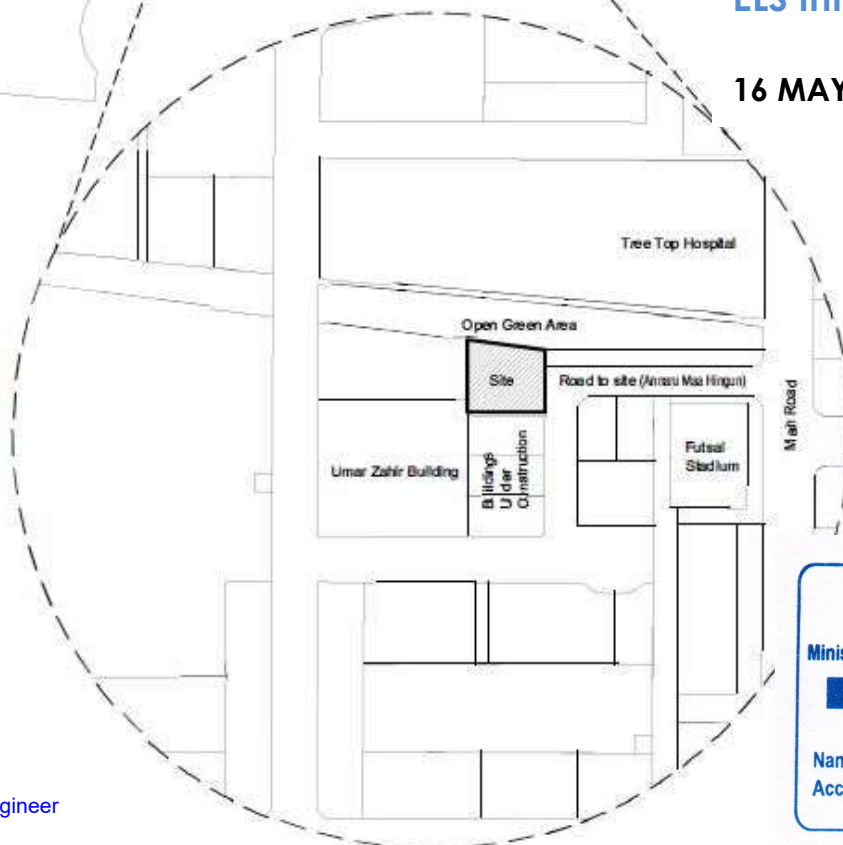 16 MAY
Tree Top Hospital
Open Green Area
Site
Road to site (Annaru Maa Hingun)
Main Road
Futsal
Stadium
Umar Zahir Building
Buildings
Under
Construction
Minis
Nam
Acc
gineer